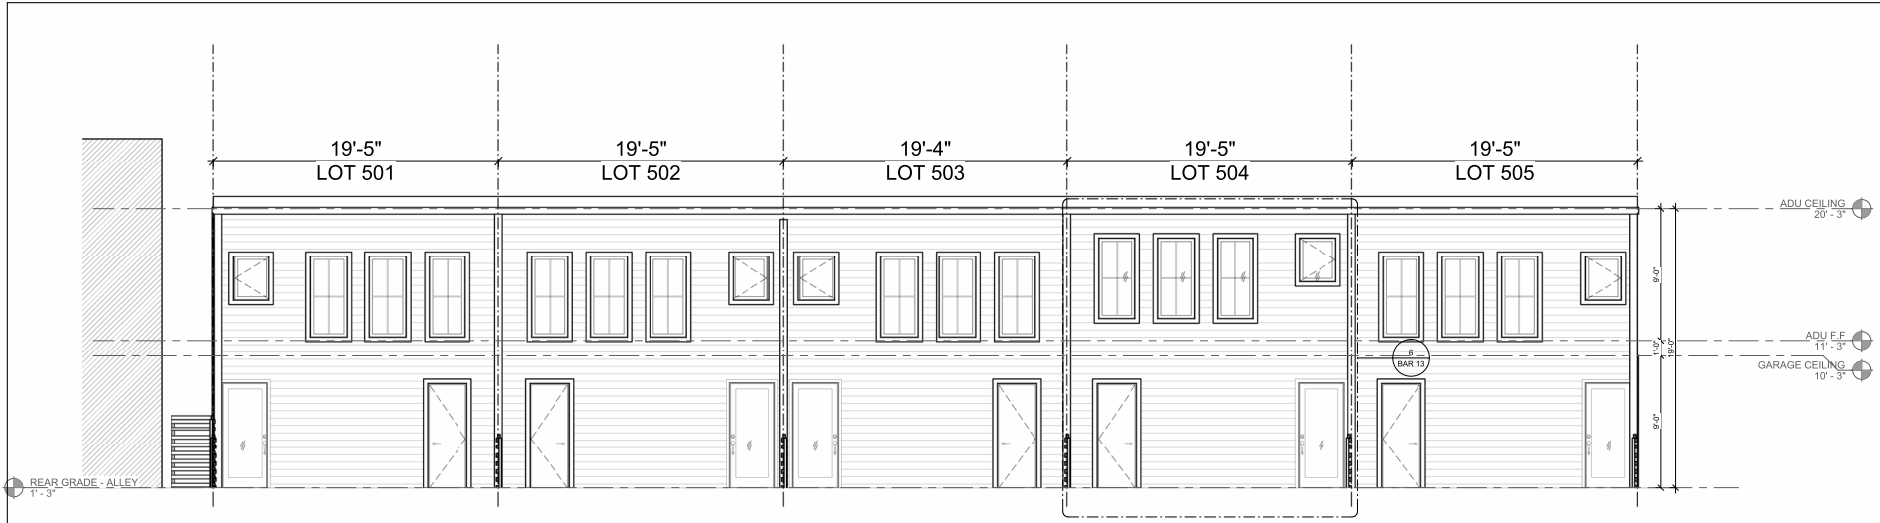 19'-5"
LOT 501
19'-5"
LOT 502
19'-4"
LOT 503
19'-5"
LOT 504
19'-5"
LOT 505
ADU CEILING
20' - 3"
9'-0"
ADU F.F
11' - 3"
1'-0"
19'-0"
6
BAR 13
GARAGE CEILING
10' - 3"
9'-0"
REAR GRADE - ALLEY
1' - 3"